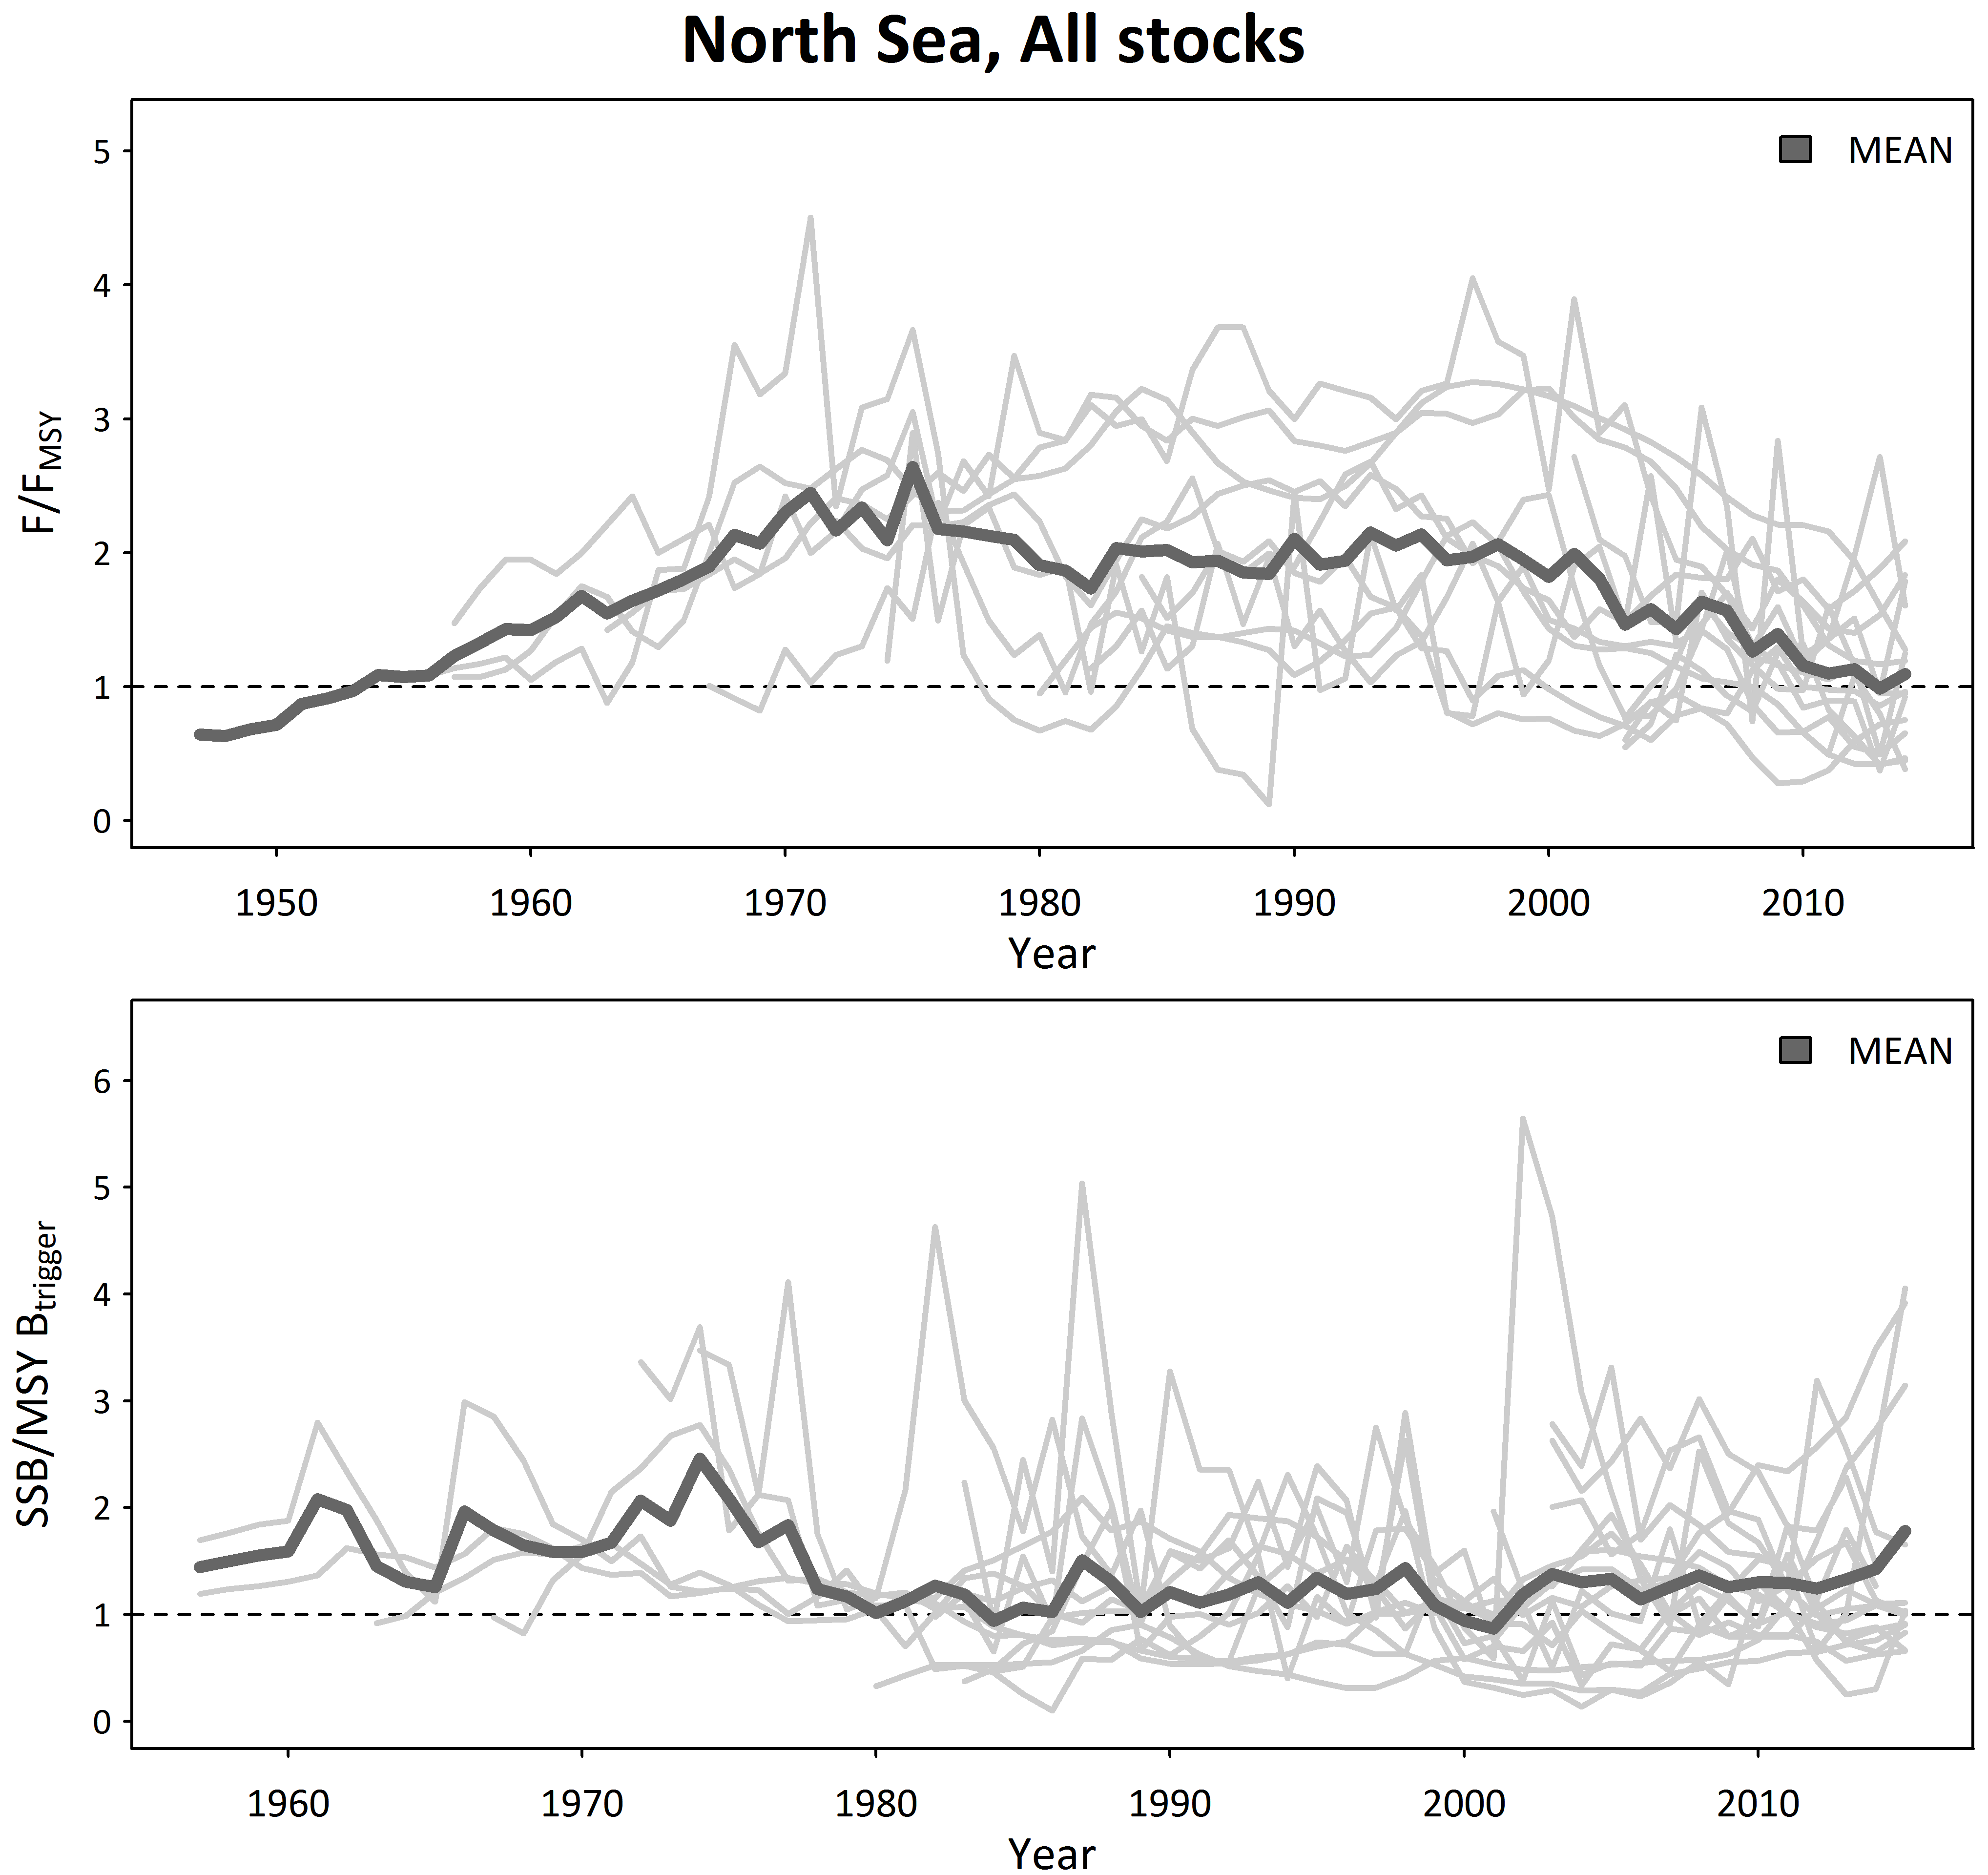 North Sea, All stocks
5
4
3
2
1
0
F/FMSY
MEAN
1950 1960 1970 1980 1990 2000 2010
Year
6
5
4
3
2
1
0
SSB/MSY Btrigger
MEAN
1960 1970 1980 1990 2000 2010
Year